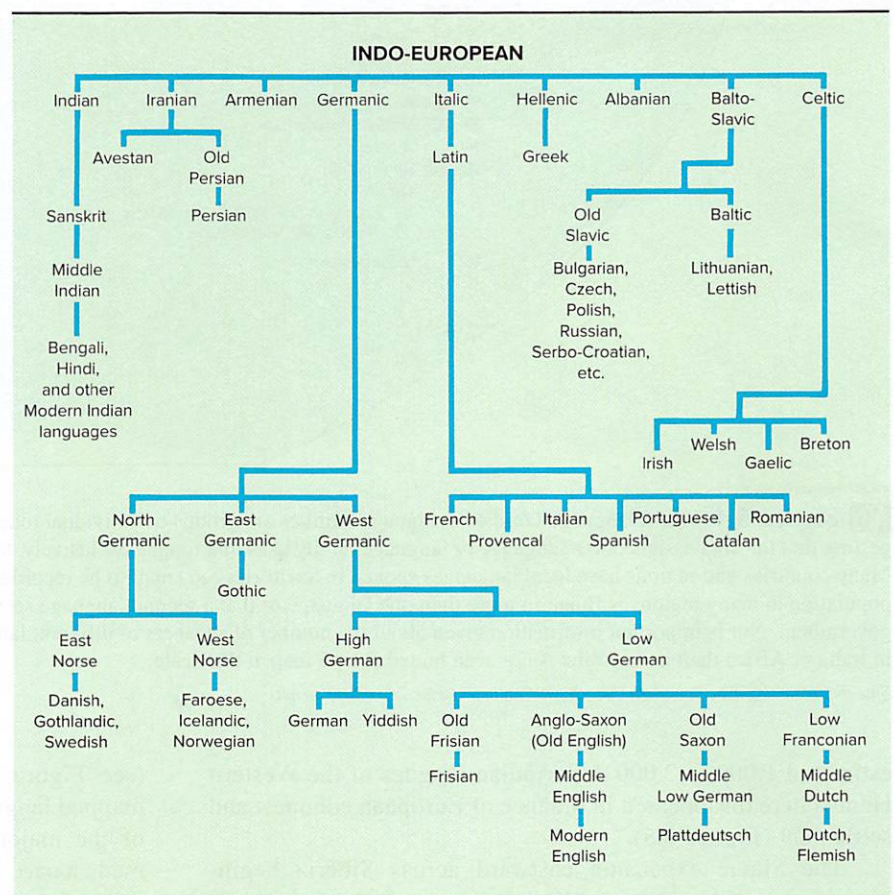 INDO-EUROPEAN
Indian Iranian Armenian Germanic Italic Hellenic Albanian Balto- Celtic
Slavic
Avestan Old Latin Greek
Persian
Sanskrit Persian Old Baltic
Slavic
Middle Bulgarian, Lithuanian,
Indian Czech, Lettish
Polish,
Russian,
Bengali, Serbo-Croatian,
Hindi, etc.
and other
Modern Indian
languages
Irish Welsh Gaelic Breton
North East West French Italian Portuguese Romanian
Germanic Germanic Germanic Provencal Spanish Catalan
Gothic
East West High Low
Norse Norse German German
Danish, Faroese,
Gothlandic, Icelandic, German Yiddish Old Anglo-Saxon Old Low
Swedish Norwegian Frisian (Old English) Saxon Franconian
Frisian Middle Middle Middle
English Low German Dutch
Modern Plattdeutsch Dutch,
English Flemish